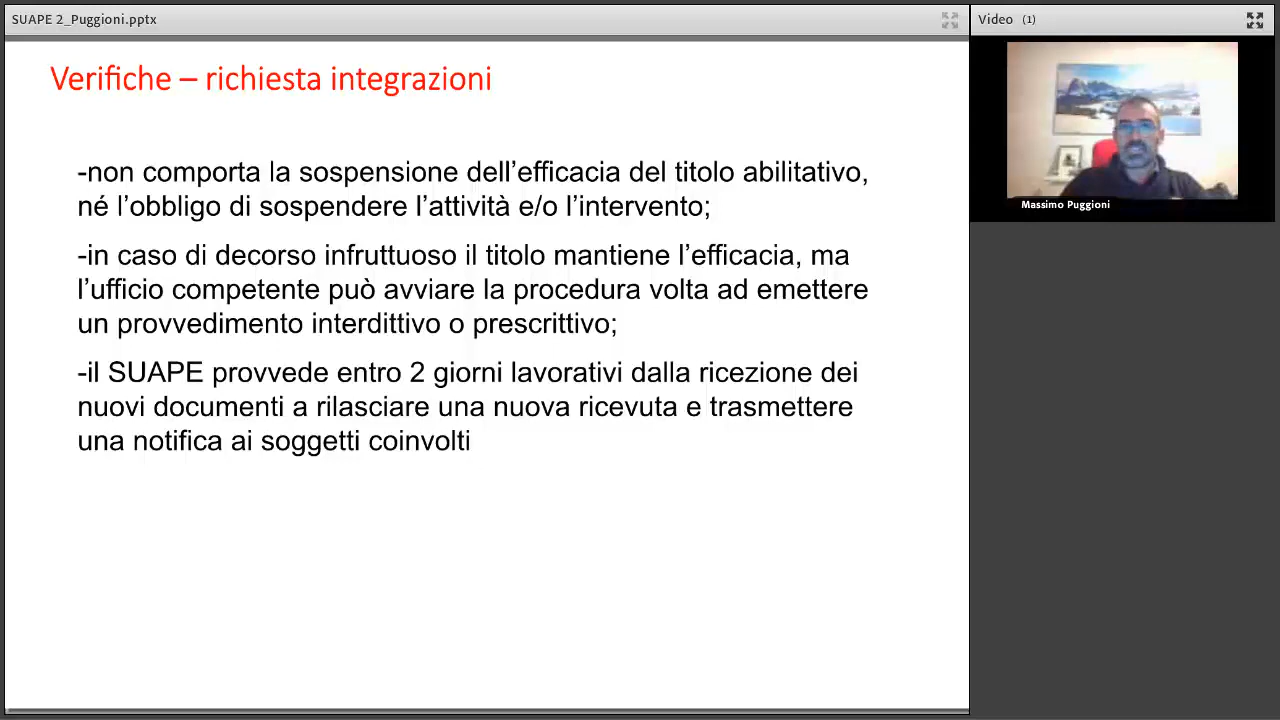 SUAPE 2_Puggioni.pptx
Video (1)
Verifiche – richiesta integrazioni
-non comporta la sospensione dell’efficacia del titolo abilitativo,
né l’obbligo di sospendere l’attività e/o l’intervento;
-in caso di decorso infruttuoso il titolo mantiene l’efficacia, ma
l’ufficio competente può avviare la procedura volta ad emettere
un provvedimento interdittivo o prescrittivo;
-il SUAPE provvede entro 2 giorni lavorativi dalla ricezione dei
nuovi documenti a rilasciare una nuova ricevuta e trasmettere
una notifica ai soggetti coinvolti
Massimo Puggioni